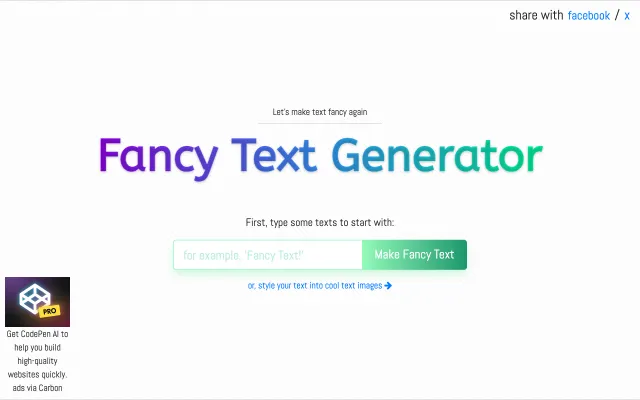 share with facebook / x
Let's make text fancy again
Fancy Text Generator
First, type some texts to start with:
for example, 'Fancy Text!'
Make Fancy Text
or, style your text into cool text images
PRO
Get CodePen AI to
help you build
high-quality
websites quickly.
ads via Carbon